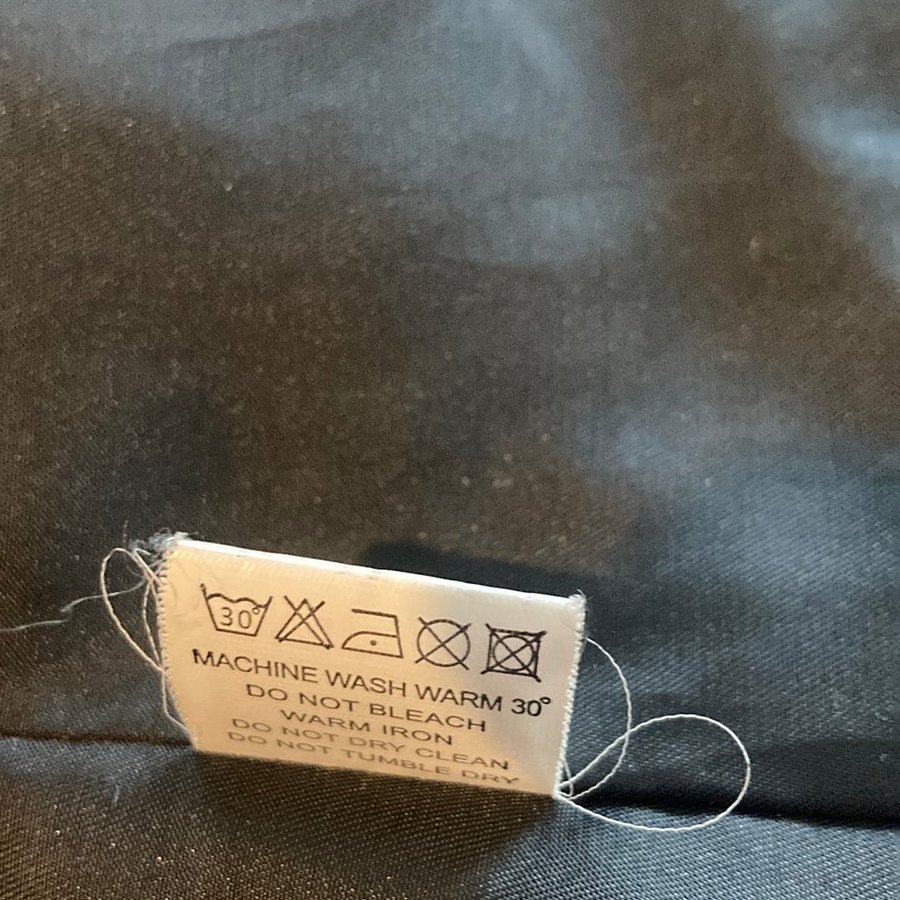 30°
MACHINE WASH WARM 30°
DO NOT BLEACH
WARM IRON
DO NOT DRY CLEAN
DO NOT TUMBLE DRY